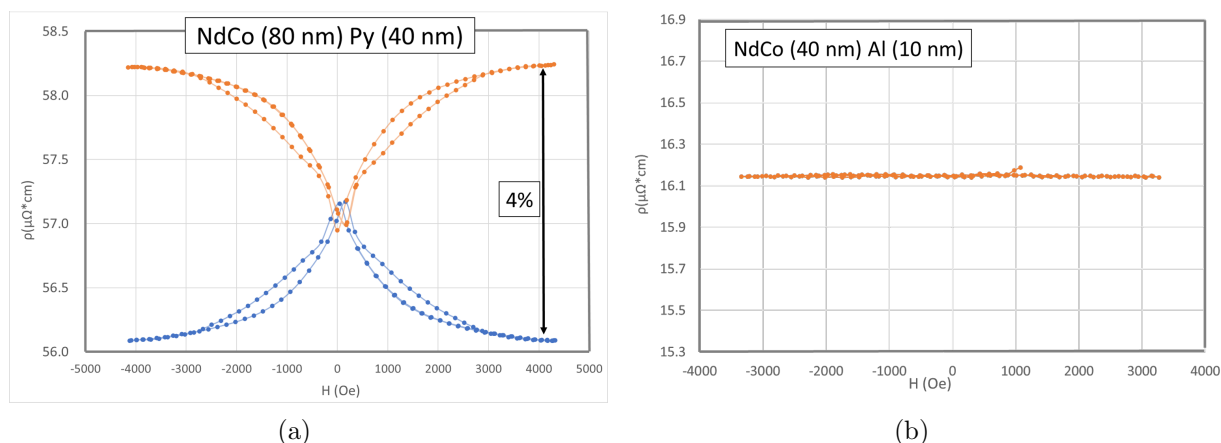 NdCo (80 nm) Py (40 nm)
58.5
58.0
57.5
57.0
56.5
56.0
ρ(μΩ*cm)
4%
-5000 -4000 -3000 -2000 -1000 0 1000 2000 3000 4000 5000
H (Oe)
(a)
NdCo (40 nm) Al (10 nm)
16.9
16.7
16.5
16.3
16.1
15.9
15.7
15.5
15.3
ρ(μΩ*cm)
-4000 -3000 -2000 -1000 0 1000 2000 3000 4000
H (Oe)
(b)